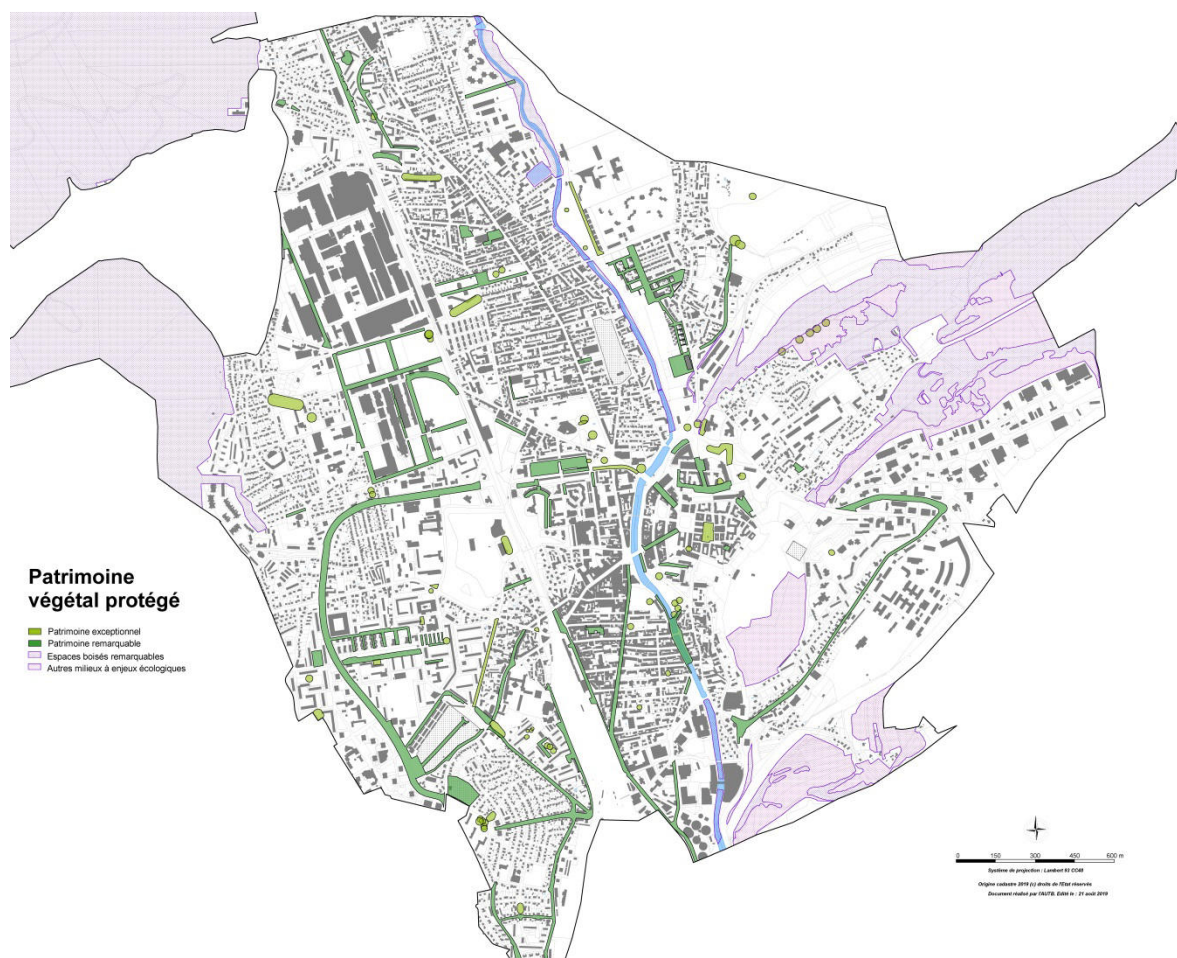 Patrimoine
végétal protégé
Patrimoine exceptionnel
Patrimoine remarquable
Espaces boisés remarquables
Autres milieux à enjeux écologiques
0 150 300 450 600 m
Système de projection : Lambert 93 CC48
Origine cadastre 2019 (c) droits de l'Etat réservés
Document réalisé par l'AUTB. Edité le : 21 août 2019